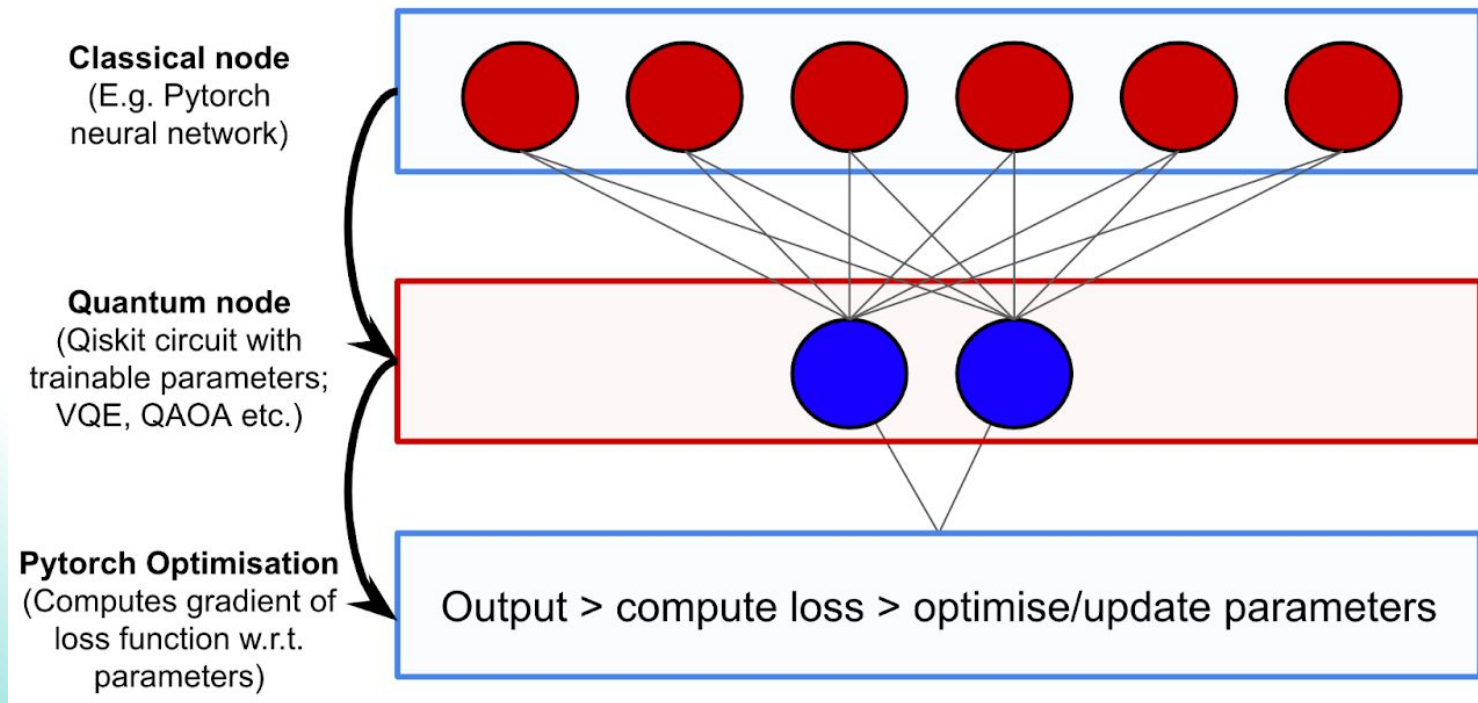 Classical node
(E.g. Pytorch
neural network)
Quantum node
(Qiskit circuit with
trainable parameters;
VQE, QAOA etc.)
Pytorch Optimisation
(Computes gradient of
loss function w.r.t.
parameters)
Output > compute loss > optimise/update parameters